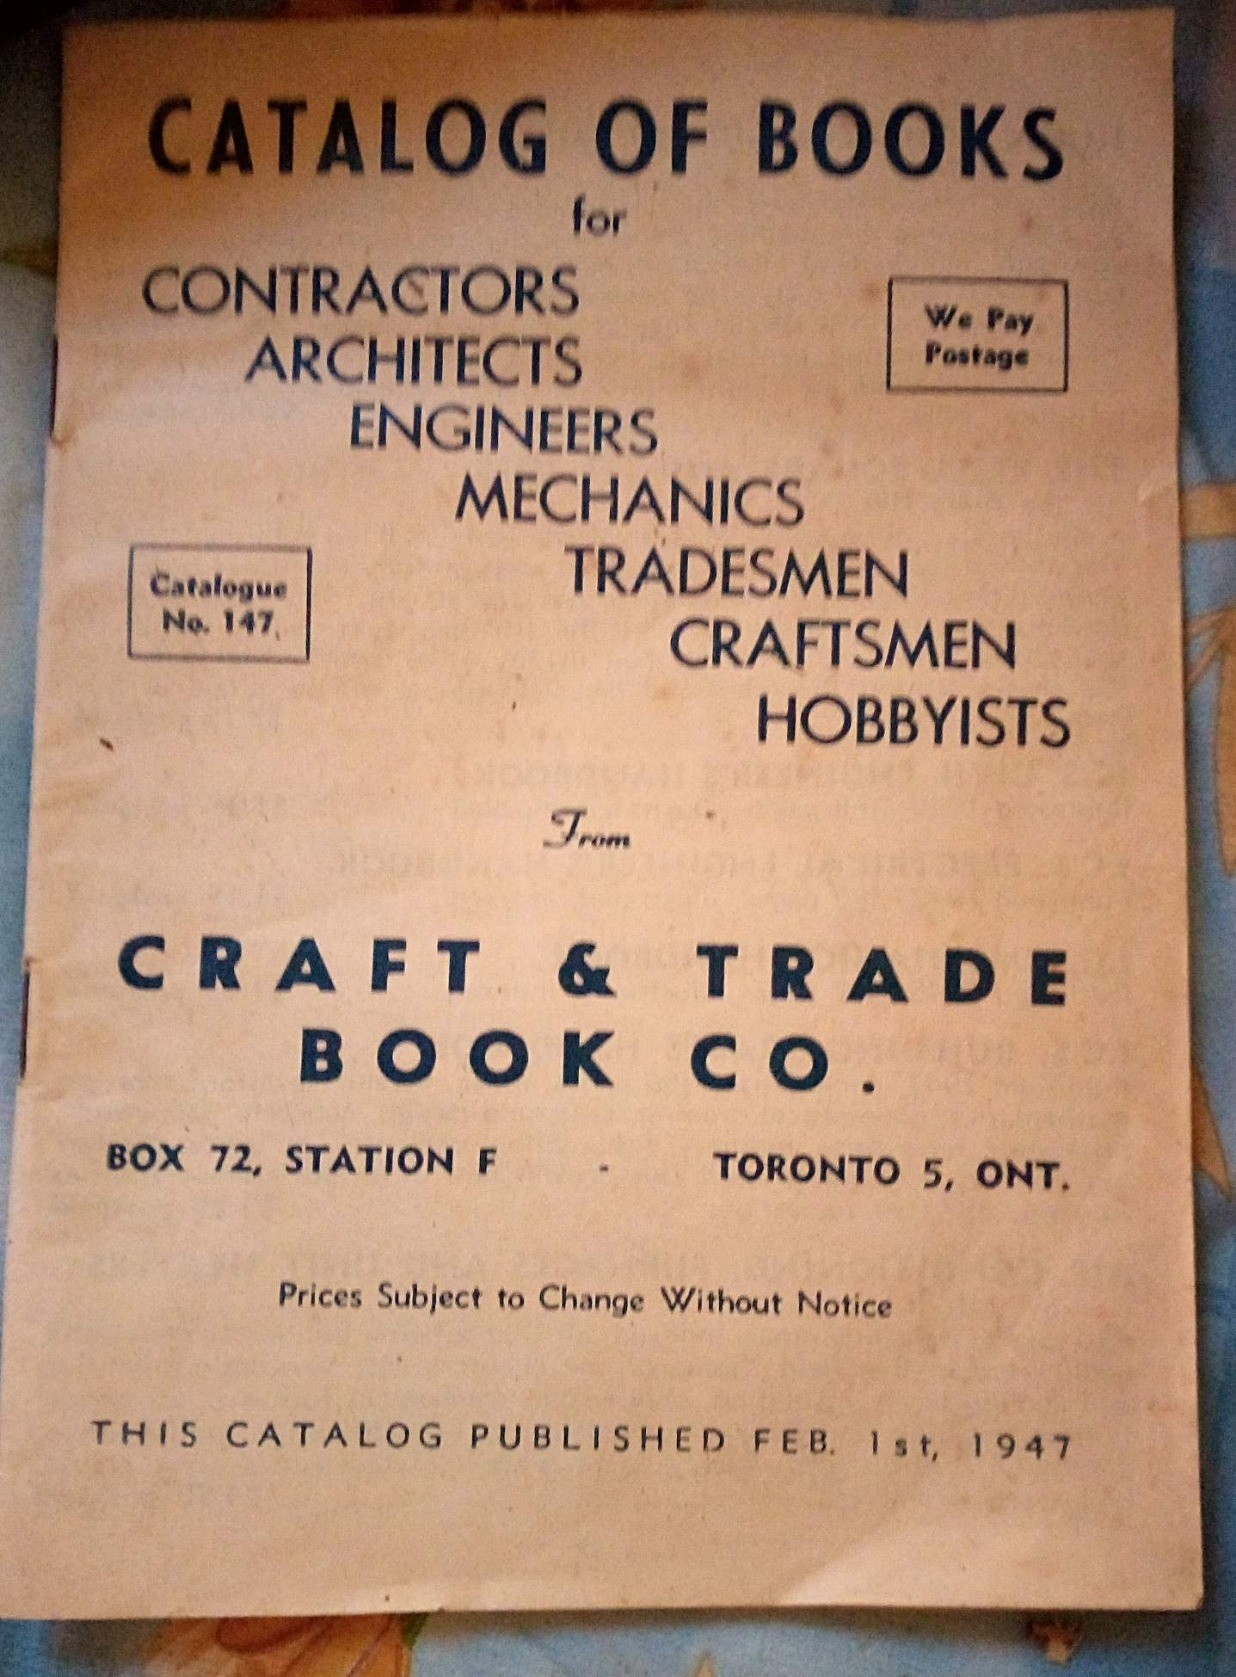 CATALOG OF BOOKS
for
CONTRACTORS
ARCHITECTS
We Pay
Postage
ENGINEERS
MECHANICS
TRADESMEN
Catalogue
No. 147
CRAFTSMEN
HOBBYISTS
From
CRAFT & TRADE
BOOK CO.
BOX 72, STATION F - TORONTO 5, ONT.
Prices Subject to Change Without Notice
THIS CATALOG PUBLISHED FEB. 1st, 1947